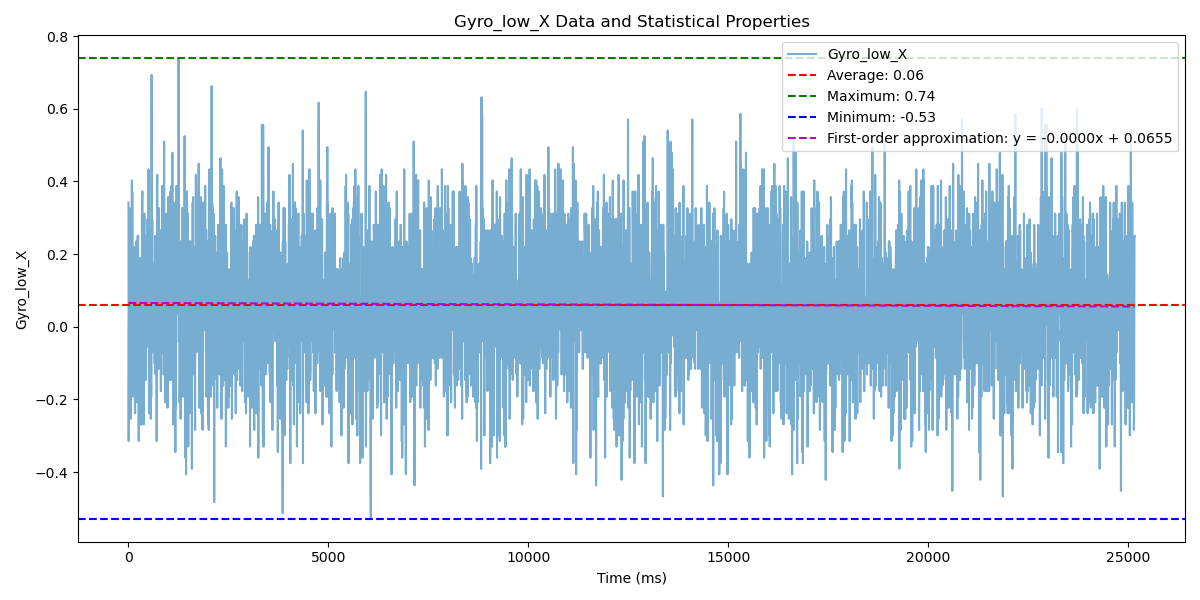 Gyro_low_X Data and Statistical Properties
Gyro_low_X
Average: 0.06
Maximum: 0.74
Minimum: -0.53
First-order approximation: y = -0.0000x + 0.0655
Gyro_low_X
0.8
0.6
0.4
0.2
0.0
−0.2
−0.4
0 5000 10000 15000 20000 25000
Time (ms)